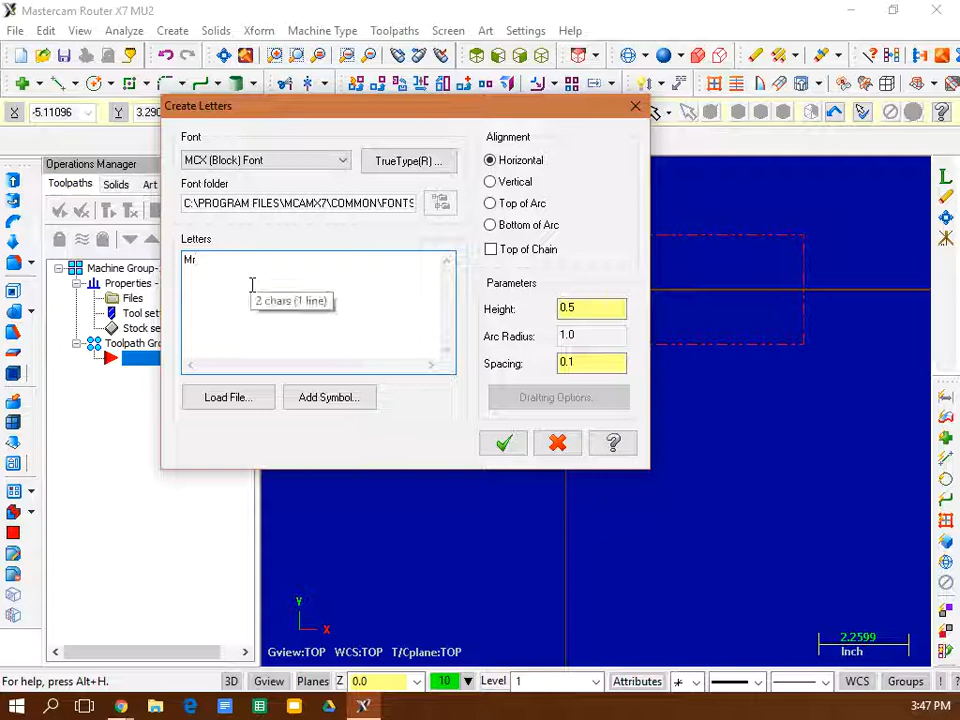 Mastercam Router X7 MU2
File Edit View Analyze Create Solids Xform Machine Type Toolpaths Screen Art Settings Help
X -5.11096 Y 3.290
Create Letters
Font
MCX (Block) Font
TrueType(R) ...
Font folder
C:\PROGRAM FILES\MCAMX7\COMMON\FONTS
Letters
Mr
2 chars (1 line)
Load File...
Add Symbol...
Alignment
Horizontal
Vertical
Top of Arc
Bottom of Arc
Top of Chain
Parameters
Height: 0.5
Arc Radius: 1.0
Spacing: 0.1
Drafting Options...
Operations Manager
Toolpaths Solids Art
Machine Group-
Properties -
Files
Tool set
Stock se
Toolpath Gro
Y
X
Gview:TOP WCS:TOP T/Cplane:TOP
2.2599
Inch
For help, press Alt+H.
3D Gview Planes Z 0.0 10 Level 1 Attributes WCS Groups ! ?
3:47 PM